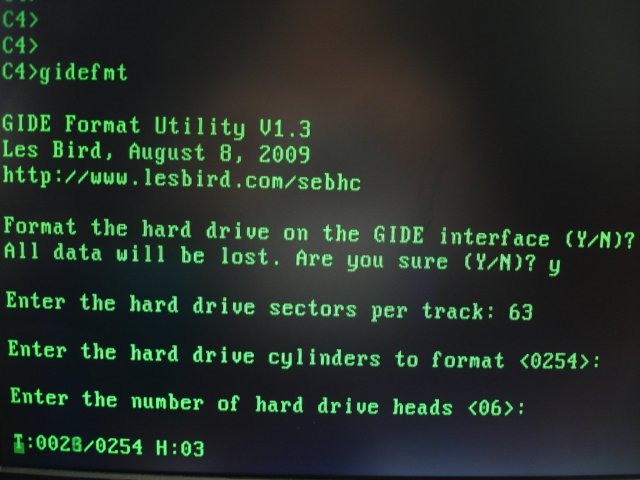 C4>
C4>
C4>gidefmt
GIDE Format Utility V1.3
Les Bird, August 8, 2009
http://www.lesbird.com/sebhc
Format the hard drive on the GIDE interface (Y/N)?
All data will be lost. Are you sure (Y/N)? y
Enter the hard drive sectors per track: 63
Enter the hard drive cylinders to format <0254>:
Enter the number of hard drive heads <06>:
H:03